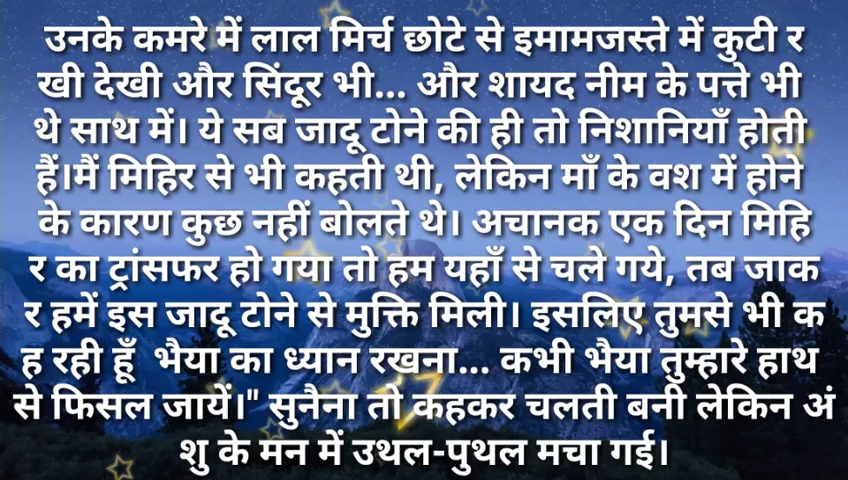 उनके कमरे में लाल मिर्च छोटे से इमामजस्ते में कुटी र
खी देखी और सिंदूर भी... और शायद नीम के पत्ते भी
थे साथ में। ये सब जादू टोने की ही तो निशानियाँ होती
हैं।मैं मिहिर से भी कहती थी, लेकिन माँ के वश में होने
के कारण कुछ नहीं बोलते थे। अचानक एक दिन मिहि
र का ट्रांसफर हो गया तो हम यहाँ से चले गये, तब जाक
र हमें इस जादू टोने से मुक्ति मिली। इसलिए तुमसे भी क
ह रही हूँ  भैया का ध्यान रखना... कभी भैया तुम्हारे हाथ
से फिसल जायें।" सुनैना तो कहकर चलती बनी लेकिन अं
शु के मन में उथल-पुथल मचा गई।